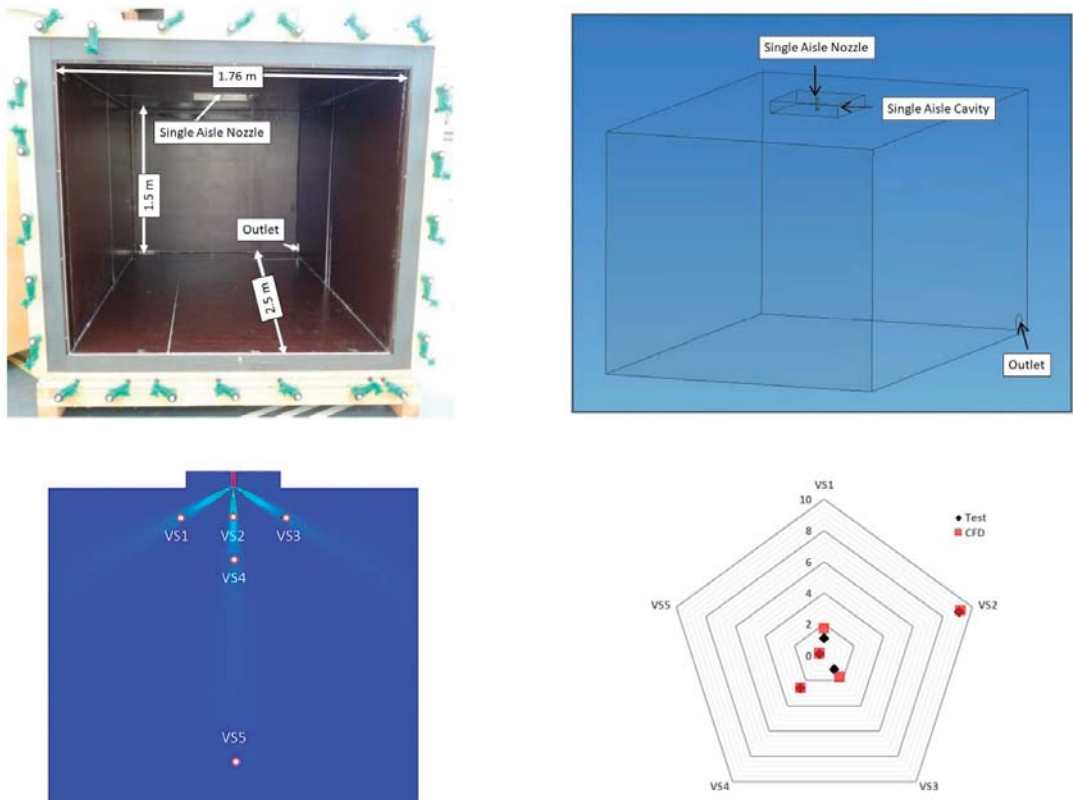 1.76 m
Single Aisle Nozzle
1.5 m
Outlet
2.5 m
Single Aisle Nozzle
Single Aisle Cavity
Outlet
VS1
VS2
VS3
VS4
VS5
VS1
10
8
6
4
2
0
Test
CFD
VS5
VS2
VS4
VS3